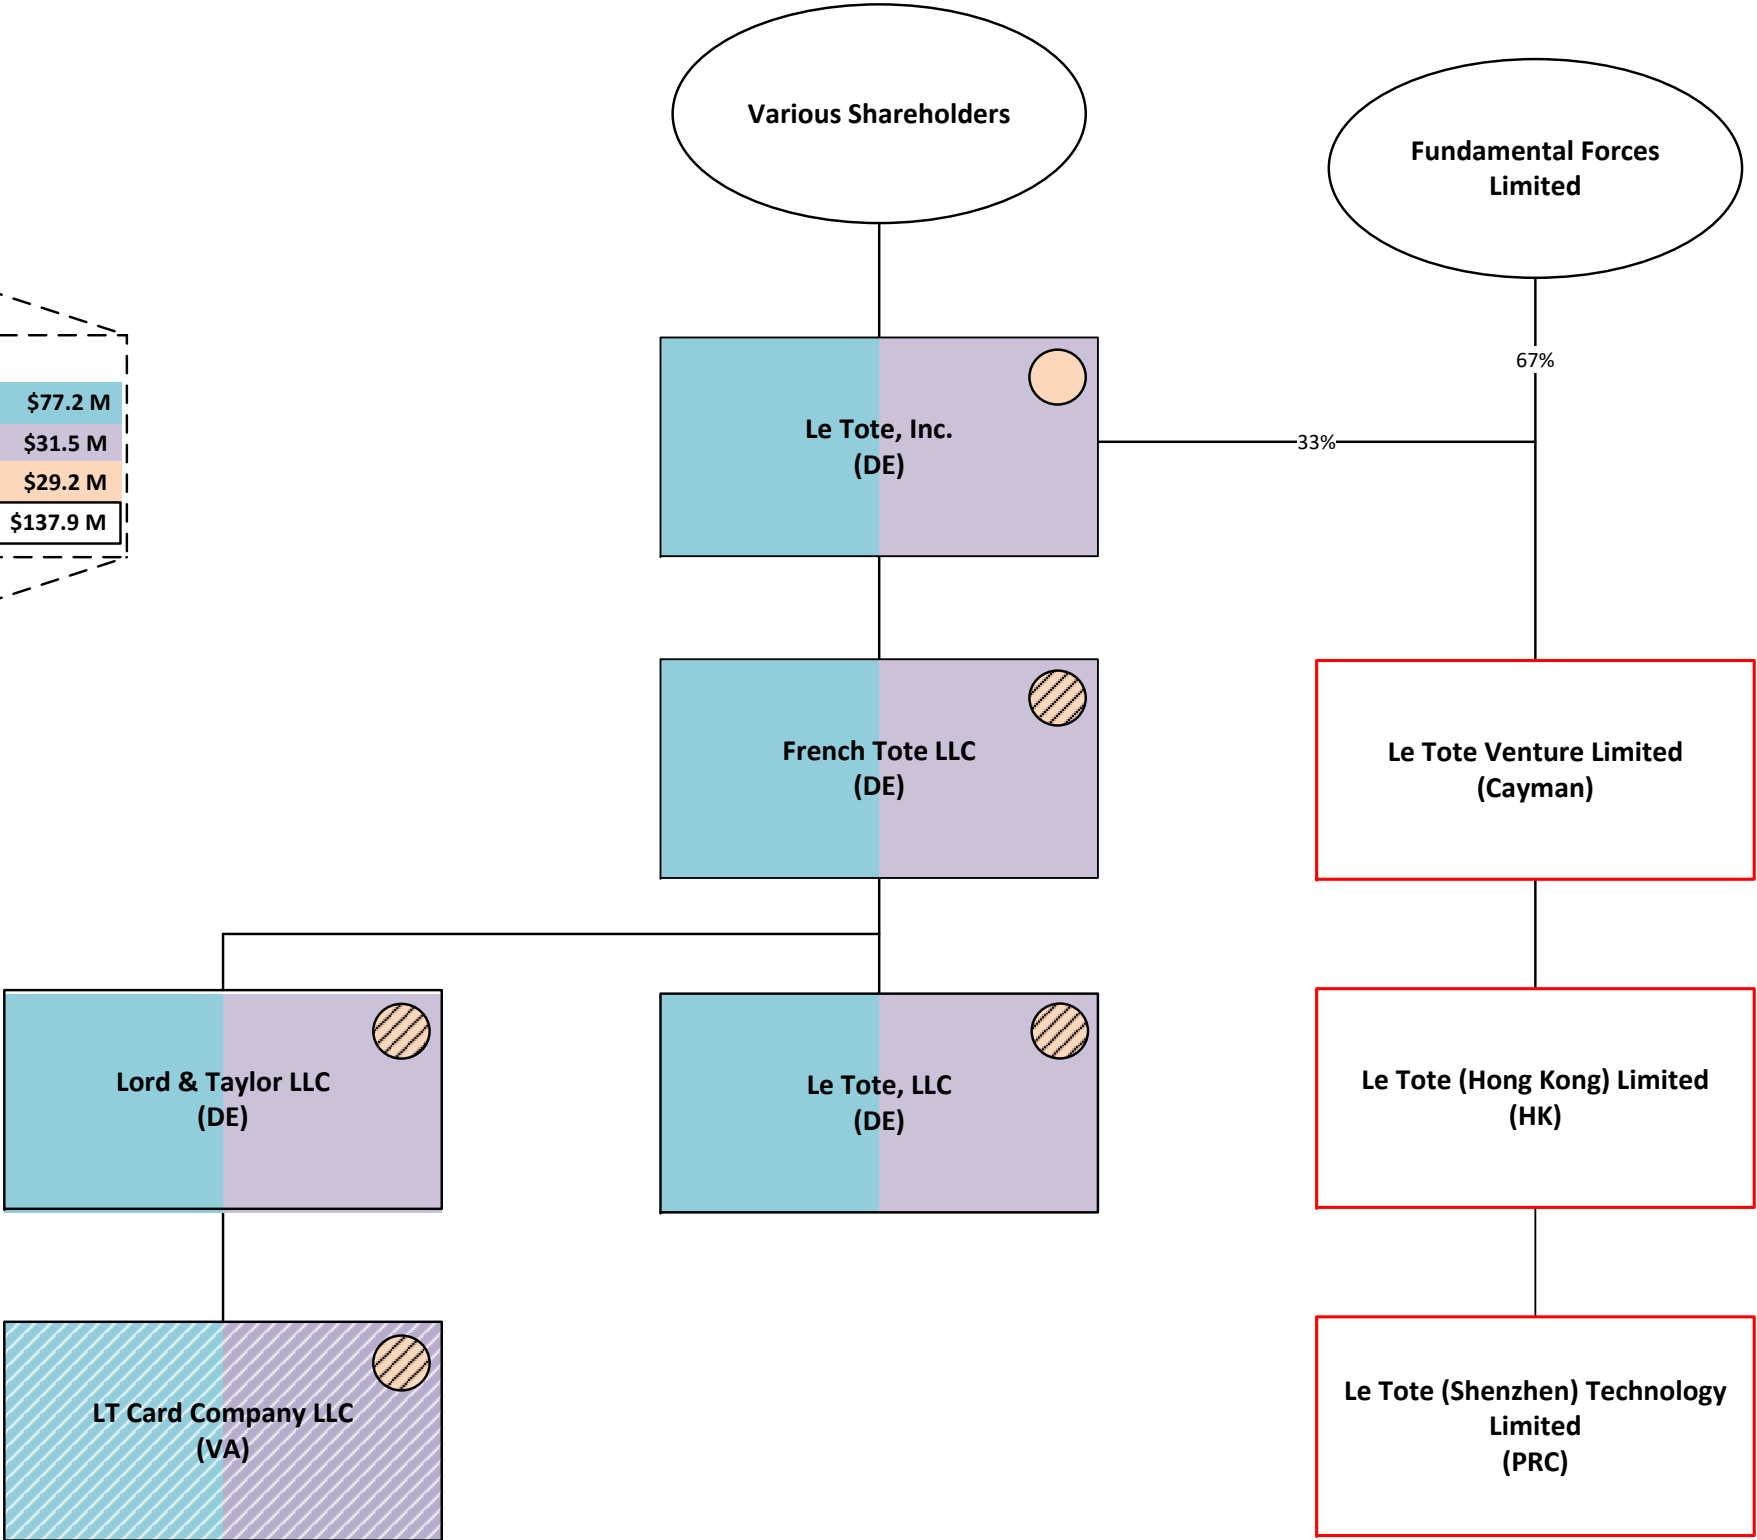 Various Shareholders
Fundamental Forces
Limited
$77.2 M
$31.5 M
$29.2 M
$137.9 M
67%
Le Tote, Inc.
(DE)
33%
French Tote LLC
(DE)
Le Tote Venture Limited
(Cayman)
Lord & Taylor LLC
(DE)
Le Tote, LLC
(DE)
Le Tote (Hong Kong) Limited
(HK)
LT Card Company LLC
(VA)
Le Tote (Shenzhen) Technology
Limited
(PRC)